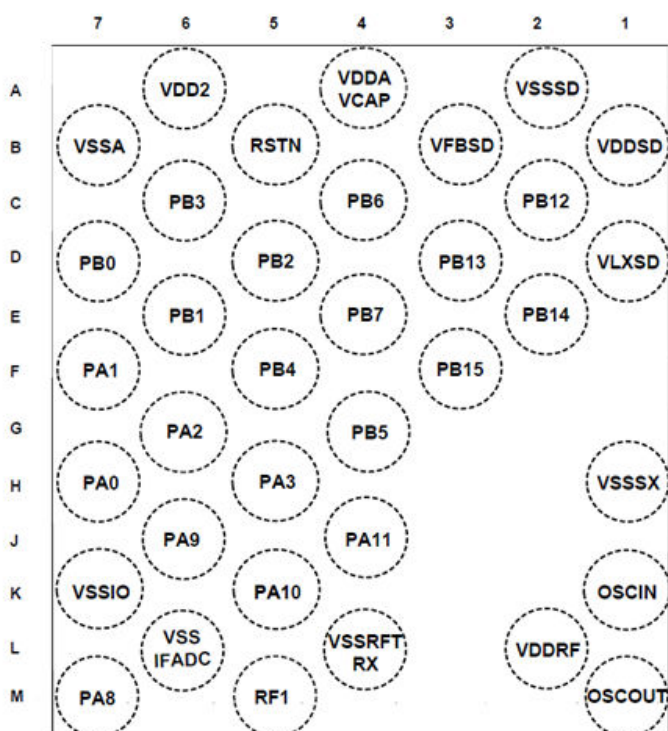 7 6 5 4 3 2 1
A VDD2 VDDA VCAP VSSSD
B VSSA RSTN VFBSD VDDSD
C PB3 PB6 PB12
D PB0 PB2 PB13 VLXSD
E PB1 PB7 PB14
F PA1 PB4 PB15
G PA2 PB5
H PA0 PA3 VSSSX
J PA9 PA11
K VSSIO PA10 OSCIN
L VSS IFADC VSSRFT RX VDDRF
M PA8 RF1 OSCOUT